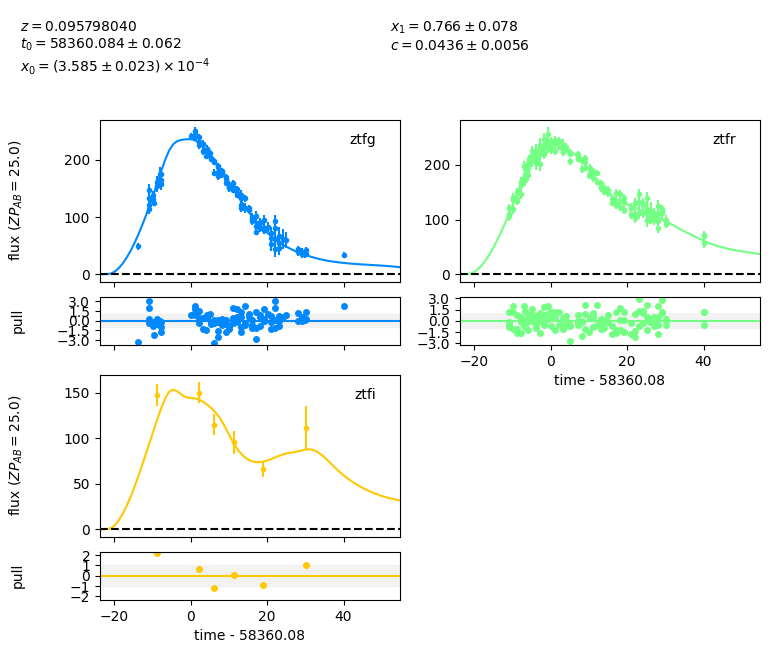 z = 0.095798040
t₀ = 58360.084 ± 0.062
x₀ = (3.585 ± 0.023) × 10⁻⁴
x₁ = 0.766 ± 0.078
c = 0.0436 ± 0.0056
ztfg
flux (ZP_AB = 25.0)
200
100
0
pull
3.0
1.5
0.0
−1.5
−3.0
ztfr
200
100
0
3.0
1.5
0.0
−1.5
−3.0
−20 0 20 40
time - 58360.08
ztfi
flux (ZP_AB = 25.0)
150
100
50
0
pull
2
1
0
−1
−2
−20 0 20 40
time - 58360.08